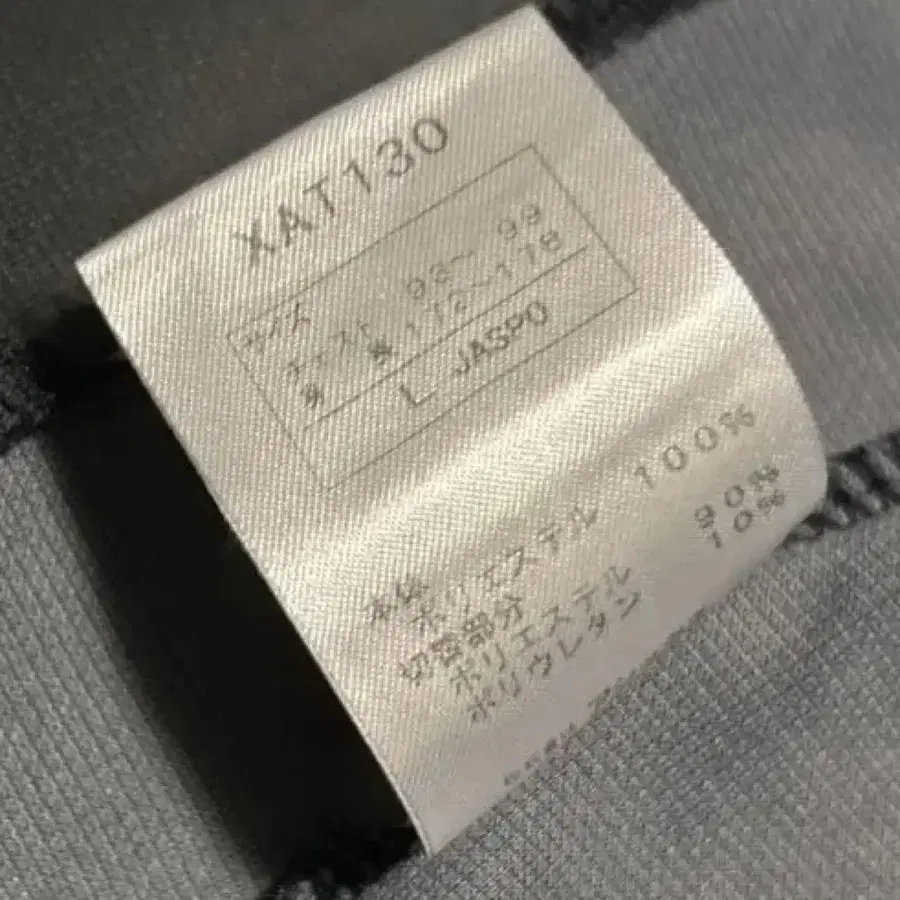 XAT130
サイズ
チェスト 93～ 99
身 長 172～178
L JASPO
本体
ポリエステル 100%
切替部分
ポリエステル 90%
ポリウレタン 10%